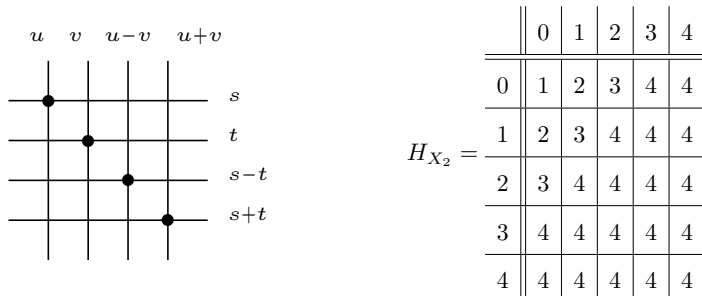 u v u−v u+v
s
t
s−t
s+t
0 1 2 3 4
0 1 2 3 4 4
1 2 3 4 4 4
H_{X_2} =
2 3 4 4 4 4
3 4 4 4 4 4
4 4 4 4 4 4